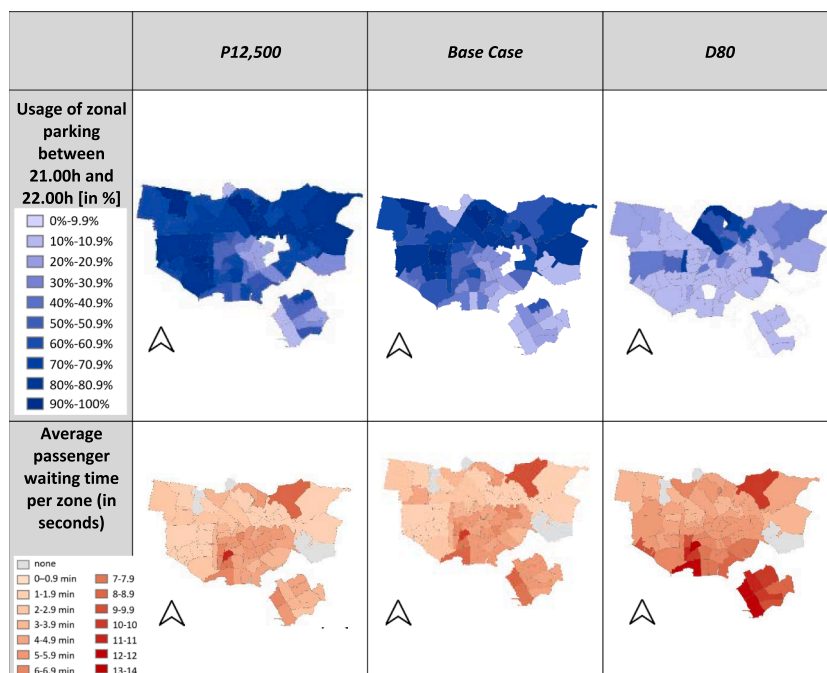 P12,500
Base Case
D80
Usage of zonal
parking
between
21.00h and
22.00h [in %]
0%-9.9%
10%-10.9%
20%-20.9%
30%-30.9%
40%-40.9%
50%-50.9%
60%-60.9%
70%-70.9%
80%-80.9%
90%-100%
Average
passenger
waiting time
per zone (in
seconds)
none
0–0.9 min
1-1.9 min
2-2.9 min
3-3.9 min
4-4.9 min
5-5.9 min
6-6.9 min
7-7.9
8-8.9
9-9.9
10-10
11-11
12-12
13-14